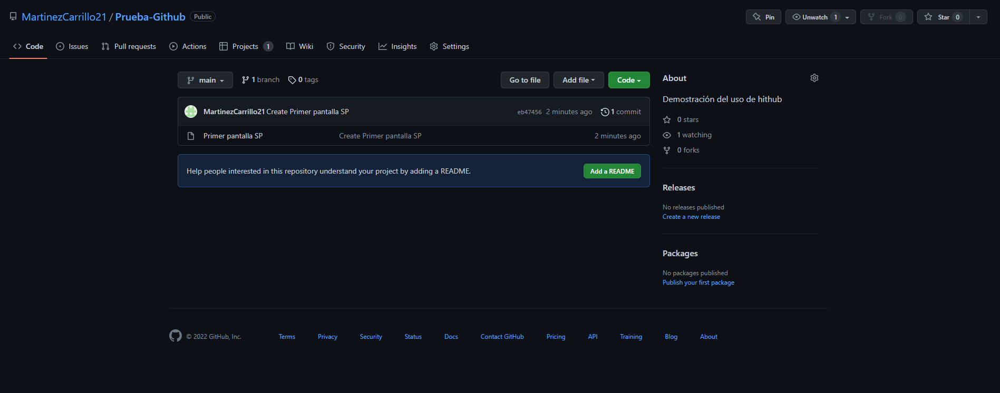 MartinezCarrillo21 / Prueba-Github Public Pin Unwatch 1 Fork 0 Star 0
Code Issues Pull requests Actions Projects 1 Wiki Security Insights Settings
main 1 branch 0 tags Go to file Add file Code
MartinezCarrillo21 Create Primer pantalla SP eb47456 2 minutes ago 1 commit
Primer pantalla SP Create Primer pantalla SP 2 minutes ago
Help people interested in this repository understand your project by adding a README. Add a README
About
Demostración del uso de hithub
0 stars
1 watching
0 forks
Releases
No releases published
Create a new release
Packages
No packages published
Publish your first package
© 2022 GitHub, Inc. Terms Privacy Security Status Docs Contact GitHub Pricing API Training Blog About